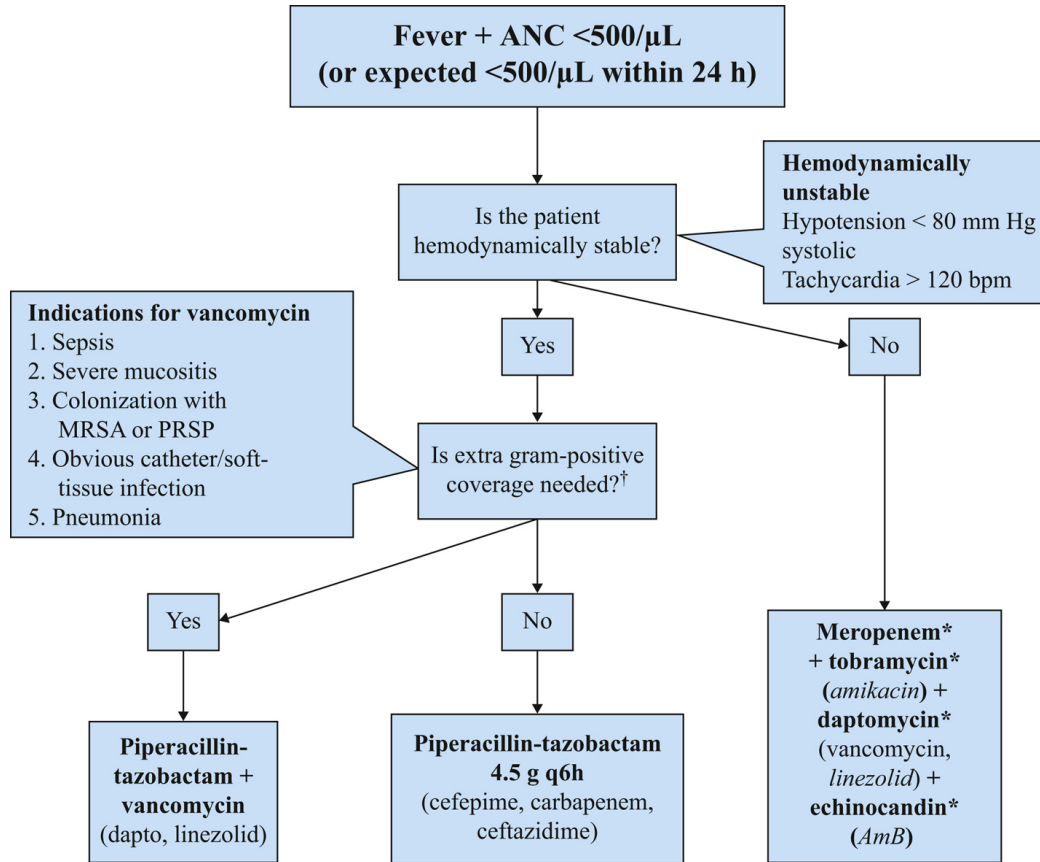 Fever + ANC <500/µL
(or expected <500/µL within 24 h)
Is the patient
hemodynamically stable?
Hemodynamically
unstable
Hypotension < 80 mm Hg
systolic
Tachycardia > 120 bpm
Yes
No
Indications for vancomycin
1. Sepsis
2. Severe mucositis
3. Colonization with
MRSA or PRSP
4. Obvious catheter/soft-
tissue infection
5. Pneumonia
Is extra gram-positive
coverage needed?†
Yes
No
Piperacillin-
tazobactam +
vancomycin
(dapto, linezolid)
Piperacillin-tazobactam
4.5 g q6h
(cefepime, carbapenem,
ceftazidime)
Meropenem*
+ tobramycin*
(amikacin) +
daptomycin*
(vancomycin,
linezolid) +
echinocandin*
(AmB)